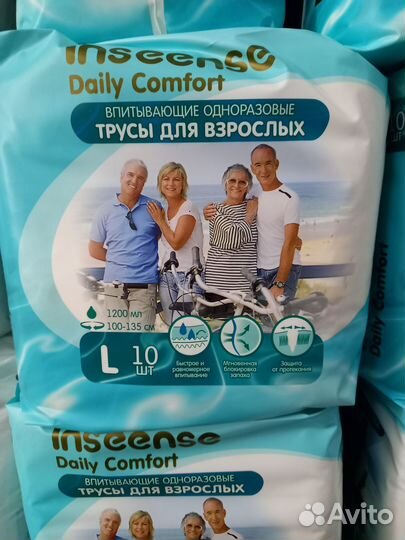 inseense
Daily Comfort
ВПИТЫВАЮЩИЕ ОДНОРАЗОВЫЕ
ТРУСЫ ДЛЯ ВЗРОСЛЫХ
1200 мл
100-135 см
L 10 ШТ
Быстрое и равномерное впитывание
Мгновенная блокировка запаха
Защита от протекания
Daily Comfort
inseense
Daily Comfort
ВПИТЫВАЮЩИЕ ОДНОРАЗОВЫЕ
ТРУСЫ ДЛЯ ВЗРОСЛЫХ
Avito